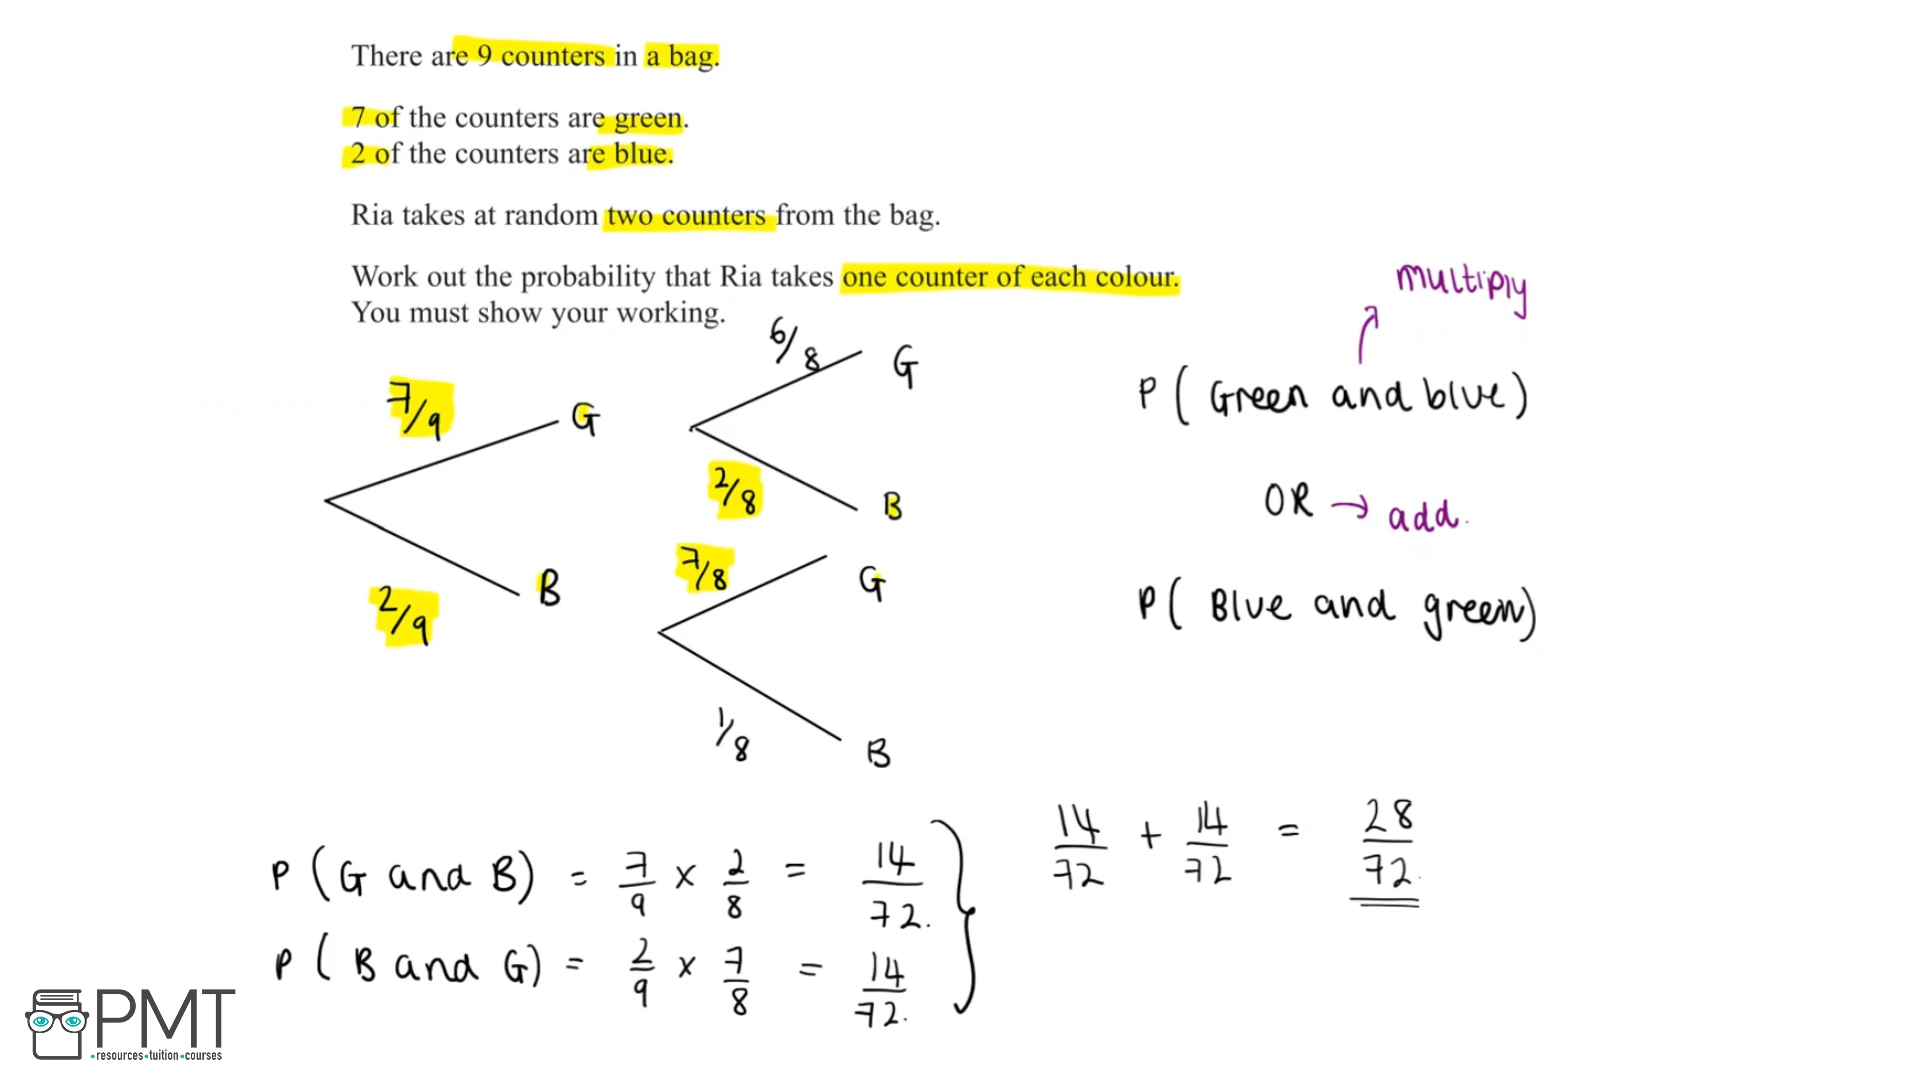 There are 9 counters in a bag.
7 of the counters are green.
2 of the counters are blue.
Ria takes at random two counters from the bag.
Work out the probability that Ria takes one counter of each colour.
You must show your working.
multiply
6/8
G
7/9
G
P ( Green and blue )
2/8
B
OR → add.
7/8
G
B
2/9
P ( Blue and green )
1/8
B
P ( G and B ) = 7/9 × 2/8 = 14/72.
P ( B and G ) = 2/9 × 7/8 = 14/72.
14/72 + 14/72 = 28/72.
PMT
•resources•tuition•courses